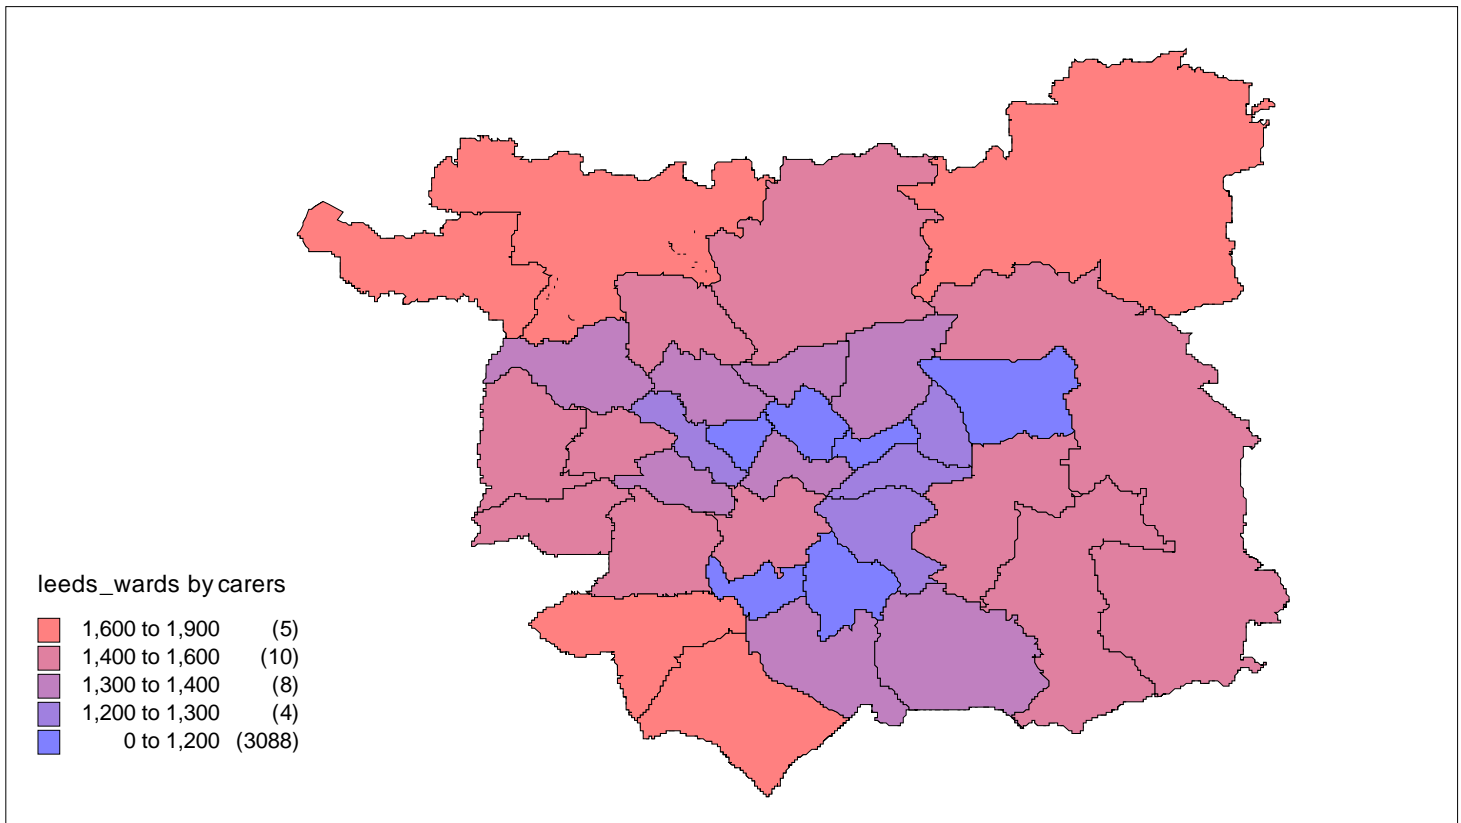 leeds_wards by carers
1,600 to 1,900 (5)
1,400 to 1,600 (10)
1,300 to 1,400 (8)
1,200 to 1,300 (4)
0 to 1,200 (3088)